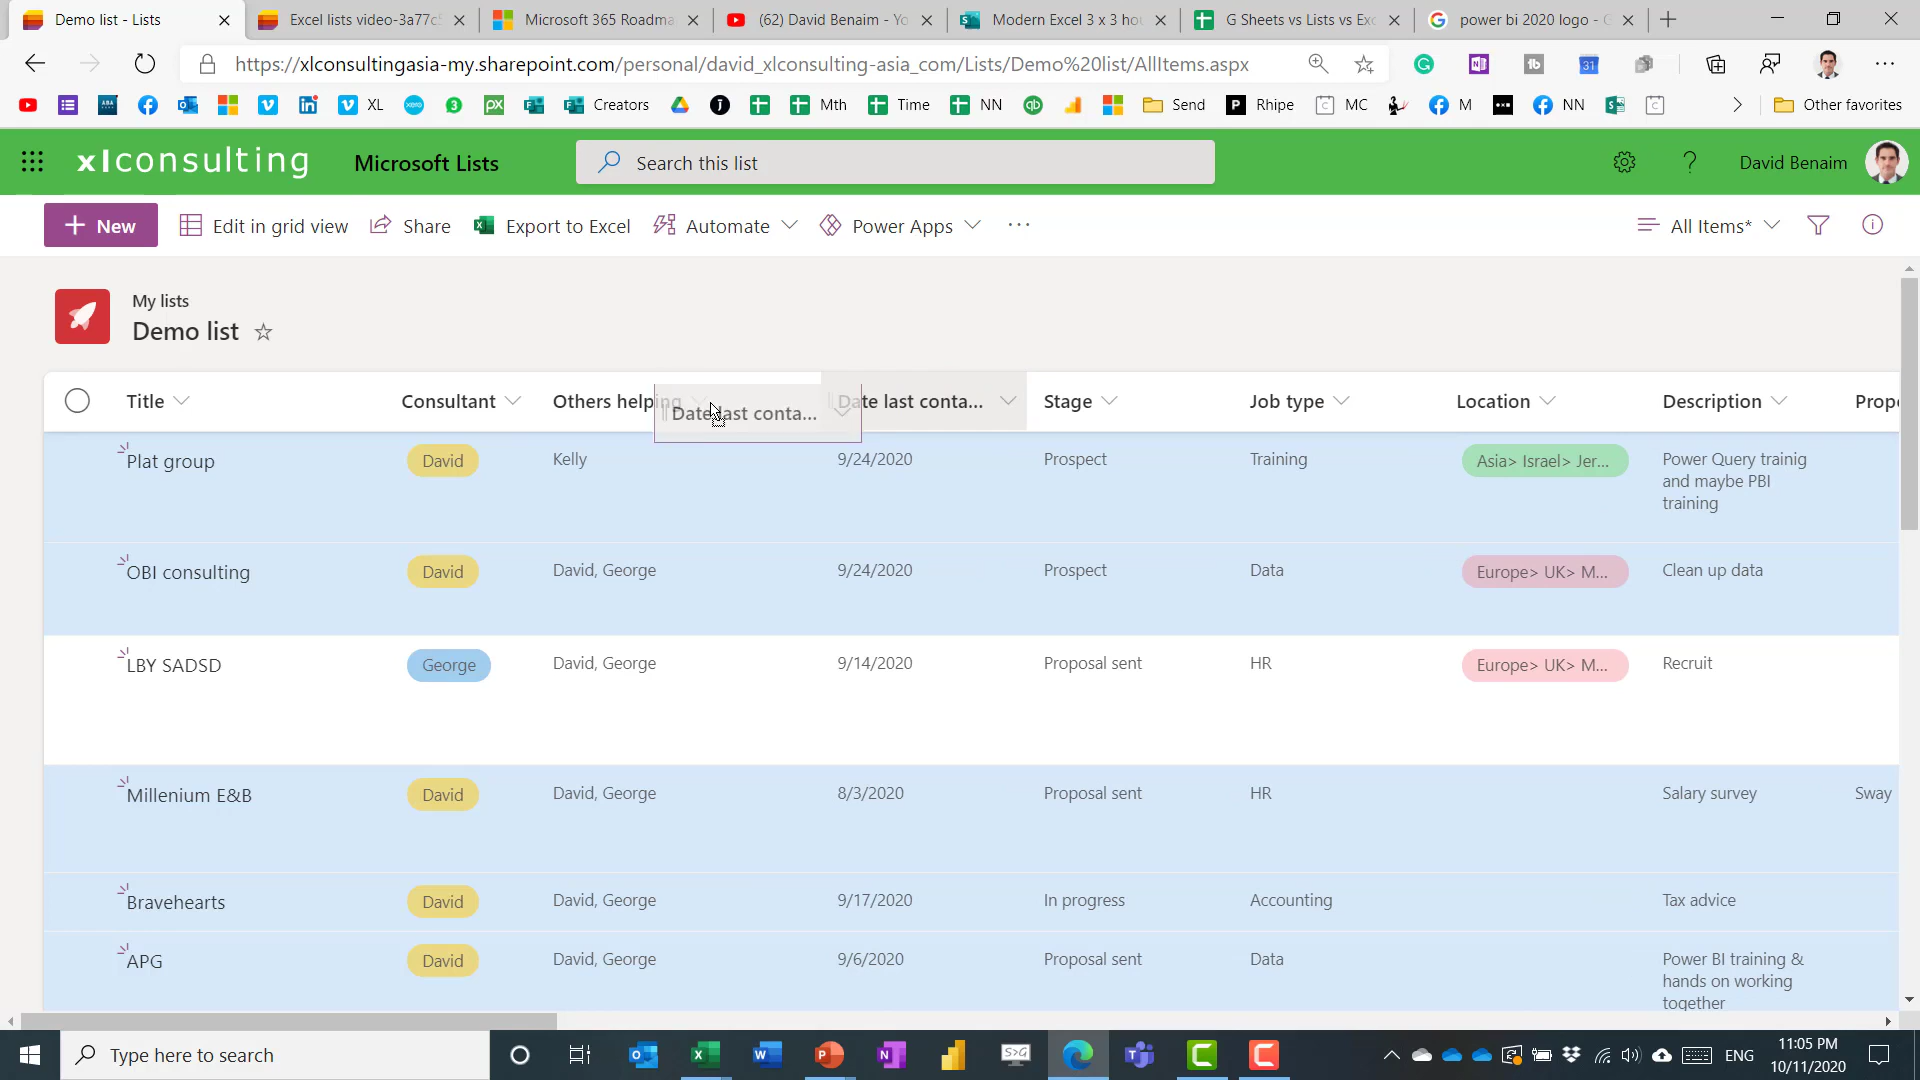 Demo list - Lists
Excel lists video-3a77c5
Microsoft 365 Roadma
(62) David Benaim - Yo
Modern Excel 3 x 3 hou
G Sheets vs Lists vs Exc
power bi 2020 logo - G
https://xlconsultingasia-my.sharepoint.com/personal/david_xlconsulting-asia_com/Lists/Demo%20list/AllItems.aspx
XL
Creators
Mth
Time
NN
Send
Rhipe
MC
M
NN
Other favorites
xlconsulting
Microsoft Lists
Search this list
David Benaim
New
Edit in grid view
Share
Export to Excel
Automate
Power Apps
All Items*
My lists
Demo list
Title
Consultant
Others helping
Date last conta...
Date last conta...
Stage
Job type
Location
Description
Prop
Plat group
David
Kelly
9/24/2020
Prospect
Training
Asia> Israel> Jer...
Power Query trainig
and maybe PBI
training
OBI consulting
David
David, George
9/24/2020
Prospect
Data
Europe> UK> M...
Clean up data
LBY SADSD
George
David, George
9/14/2020
Proposal sent
HR
Europe> UK> M...
Recruit
Millenium E&B
David
David, George
8/3/2020
Proposal sent
HR
Salary survey
Sway
Bravehearts
David
David, George
9/17/2020
In progress
Accounting
Tax advice
APG
David
David, George
9/6/2020
Proposal sent
Data
Power BI training &
hands on working
together
Type here to search
ENG
11:05 PM
10/11/2020